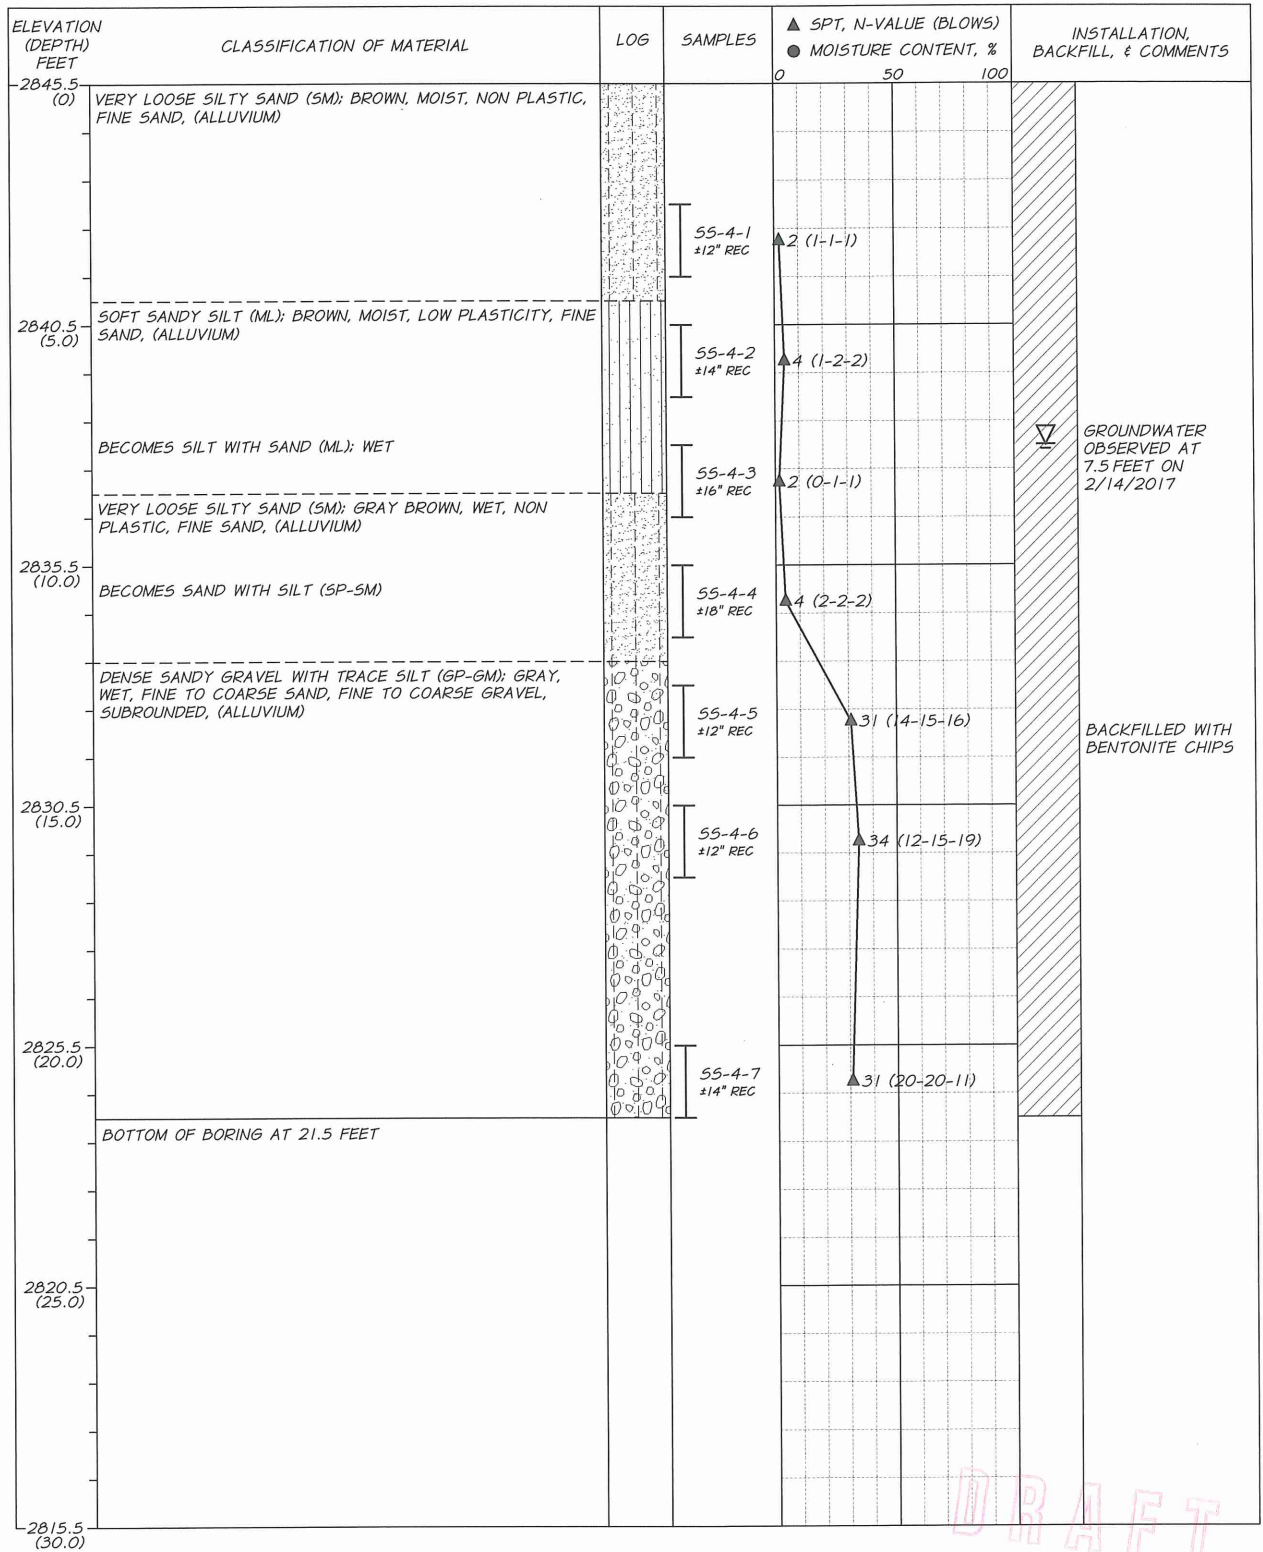 ELEVATION
(DEPTH)
FEET
CLASSIFICATION OF MATERIAL
LOG
SAMPLES
▲ SPT, N-VALUE (BLOWS)
● MOISTURE CONTENT, %
0 50 100
INSTALLATION,
BACKFILL, & COMMENTS
2845.5
(0)
VERY LOOSE SILTY SAND (SM); BROWN, MOIST, NON PLASTIC,
FINE SAND, (ALLUVIUM)
SS-4-1
±12" REC
2 (1-1-1)
SOFT SANDY SILT (ML); BROWN, MOIST, LOW PLASTICITY, FINE
SAND, (ALLUVIUM)
2840.5
(5.0)
SS-4-2
±14" REC
4 (1-2-2)
BECOMES SILT WITH SAND (ML); WET
SS-4-3
±16" REC
2 (0-1-1)
GROUNDWATER
OBSERVED AT
7.5 FEET ON
2/14/2017
VERY LOOSE SILTY SAND (SM); GRAY BROWN, WET, NON
PLASTIC, FINE SAND, (ALLUVIUM)
2835.5
(10.0)
BECOMES SAND WITH SILT (SP-SM)
SS-4-4
±18" REC
4 (2-2-2)
DENSE SANDY GRAVEL WITH TRACE SILT (GP-GM); GRAY,
WET, FINE TO COARSE SAND, FINE TO COARSE GRAVEL,
SUBROUNDED, (ALLUVIUM)
SS-4-5
±12" REC
31 (14-15-16)
BACKFILLED WITH
BENTONITE CHIPS
2830.5
(15.0)
SS-4-6
±12" REC
34 (12-15-19)
2825.5
(20.0)
SS-4-7
±14" REC
31 (20-20-11)
BOTTOM OF BORING AT 21.5 FEET
2820.5
(25.0)
2815.5
(30.0)
DRAFT